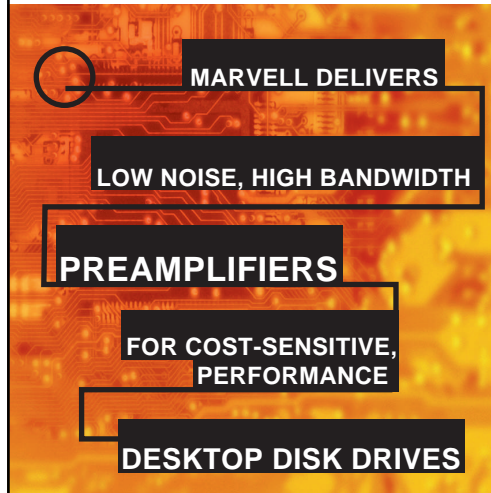 MARVELL DELIVERS
LOW NOISE, HIGH BANDWIDTH
PREAMPLIFIERS
FOR COST-SENSITIVE,
PERFORMANCE
DESKTOP DISK DRIVES